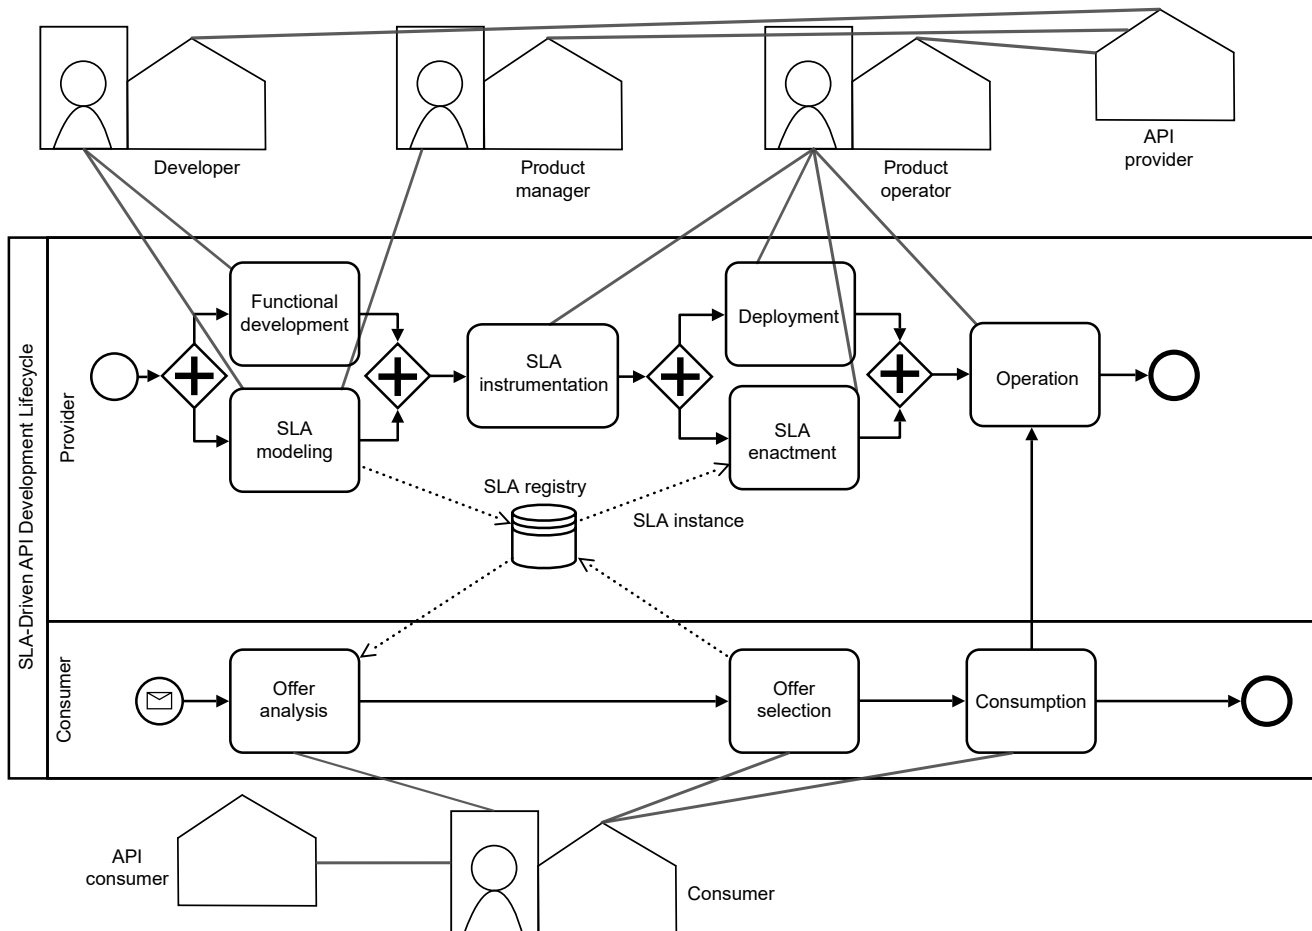 Developer
Product
manager
Product
operator
API
provider
SLA-Driven API Development Lifecycle
Provider
Functional
development
SLA
modeling
SLA
instrumentation
Deployment
SLA
enactment
Operation
SLA registry
SLA instance
Consumer
Offer
analysis
Offer
selection
Consumption
API
consumer
Consumer